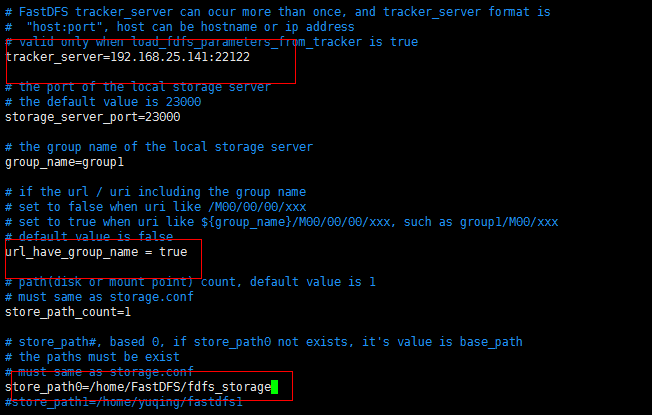 # FastDFS tracker_server can ocur more than once, and tracker_server format is
#  "host:port", host can be hostname or ip address
# valid only when load_fdfs_parameters_from_tracker is true
tracker_server=192.168.25.141:22122
# the port of the local storage server
# the default value is 23000
storage_server_port=23000
# the group name of the local storage server
group_name=group1
# if the url / uri including the group name
# set to false when uri like /M00/00/00/xxx
# set to true when uri like ${group_name}/M00/00/00/xxx, such as group1/M00/xxx
# default value is false
url_have_group_name = true
# path(disk or mount point) count, default value is 1
# must same as storage.conf
store_path_count=1
# store_path#, based 0, if store_path0 not exists, it's value is base_path
# the paths must be exist
# must same as storage.conf
store_path0=/home/FastDFS/fdfs_storage
#store_path1=/home/yuqing/fastdfs1